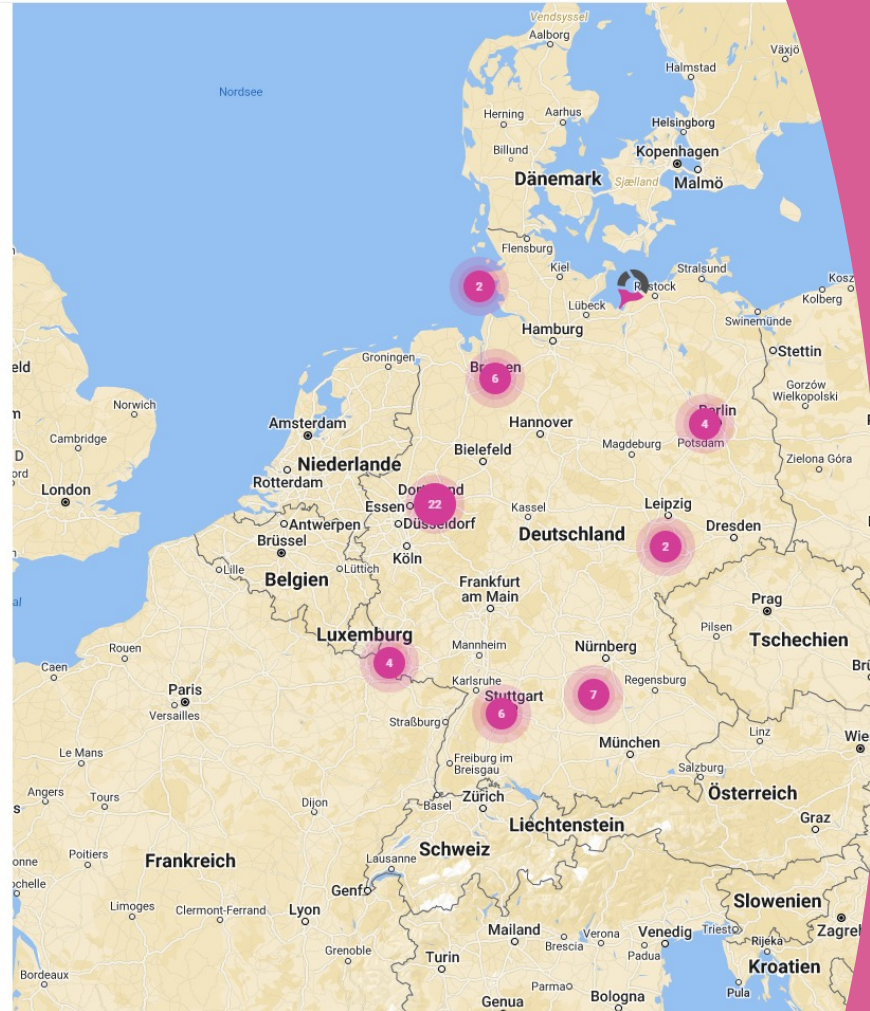 Vendsyssel
Aalborg
Växjö
Halmstad
Nordsee
Herning
Aarhus
Helsingborg
Billund
Kopenhagen
Dänemark
Sjælland
Malmö
Flensburg
Kiel
Stralsund
2
Rostock
Kolberg
Lübeck
Swinemünde
Hamburg
Stettin
Groningen
6
Gorzów
Wielkopolski
Norwich
Amsterdam
Hannover
4
Berlin
Potsdam
Cambridge
Magdeburg
Bielefeld
Zielona Góra
Niederlande
Rotterdam
London
22
Essen
Kassel
Leipzig
Antwerpen
Düsseldorf
Brüssel
Deutschland
Dresden
2
Köln
Lille
Lüttich
Belgien
Frankfurt
am Main
Prag
Pilsen
Tschechien
Luxemburg
Rouen
Mannheim
Nürnberg
4
Caen
Karlsruhe
Regensburg
Paris
7
Stuttgart
6
Versailles
Straßburg
Linz
München
Le Mans
Freiburg im
Breisgau
Salzburg
Angers
Tours
Dijon
Basel
Zürich
Österreich
Graz
Liechtenstein
Schweiz
Poitiers
Frankreich
Lausanne
Genf
Limoges
Clermont-Ferrand
Lyon
Slowenien
Mailand
Verona
Venedig
Triest
Brescia
Rijeka
Grenoble
Padua
Turin
Kroatien
Bordeaux
Parma
Pula
Bologna
Genua